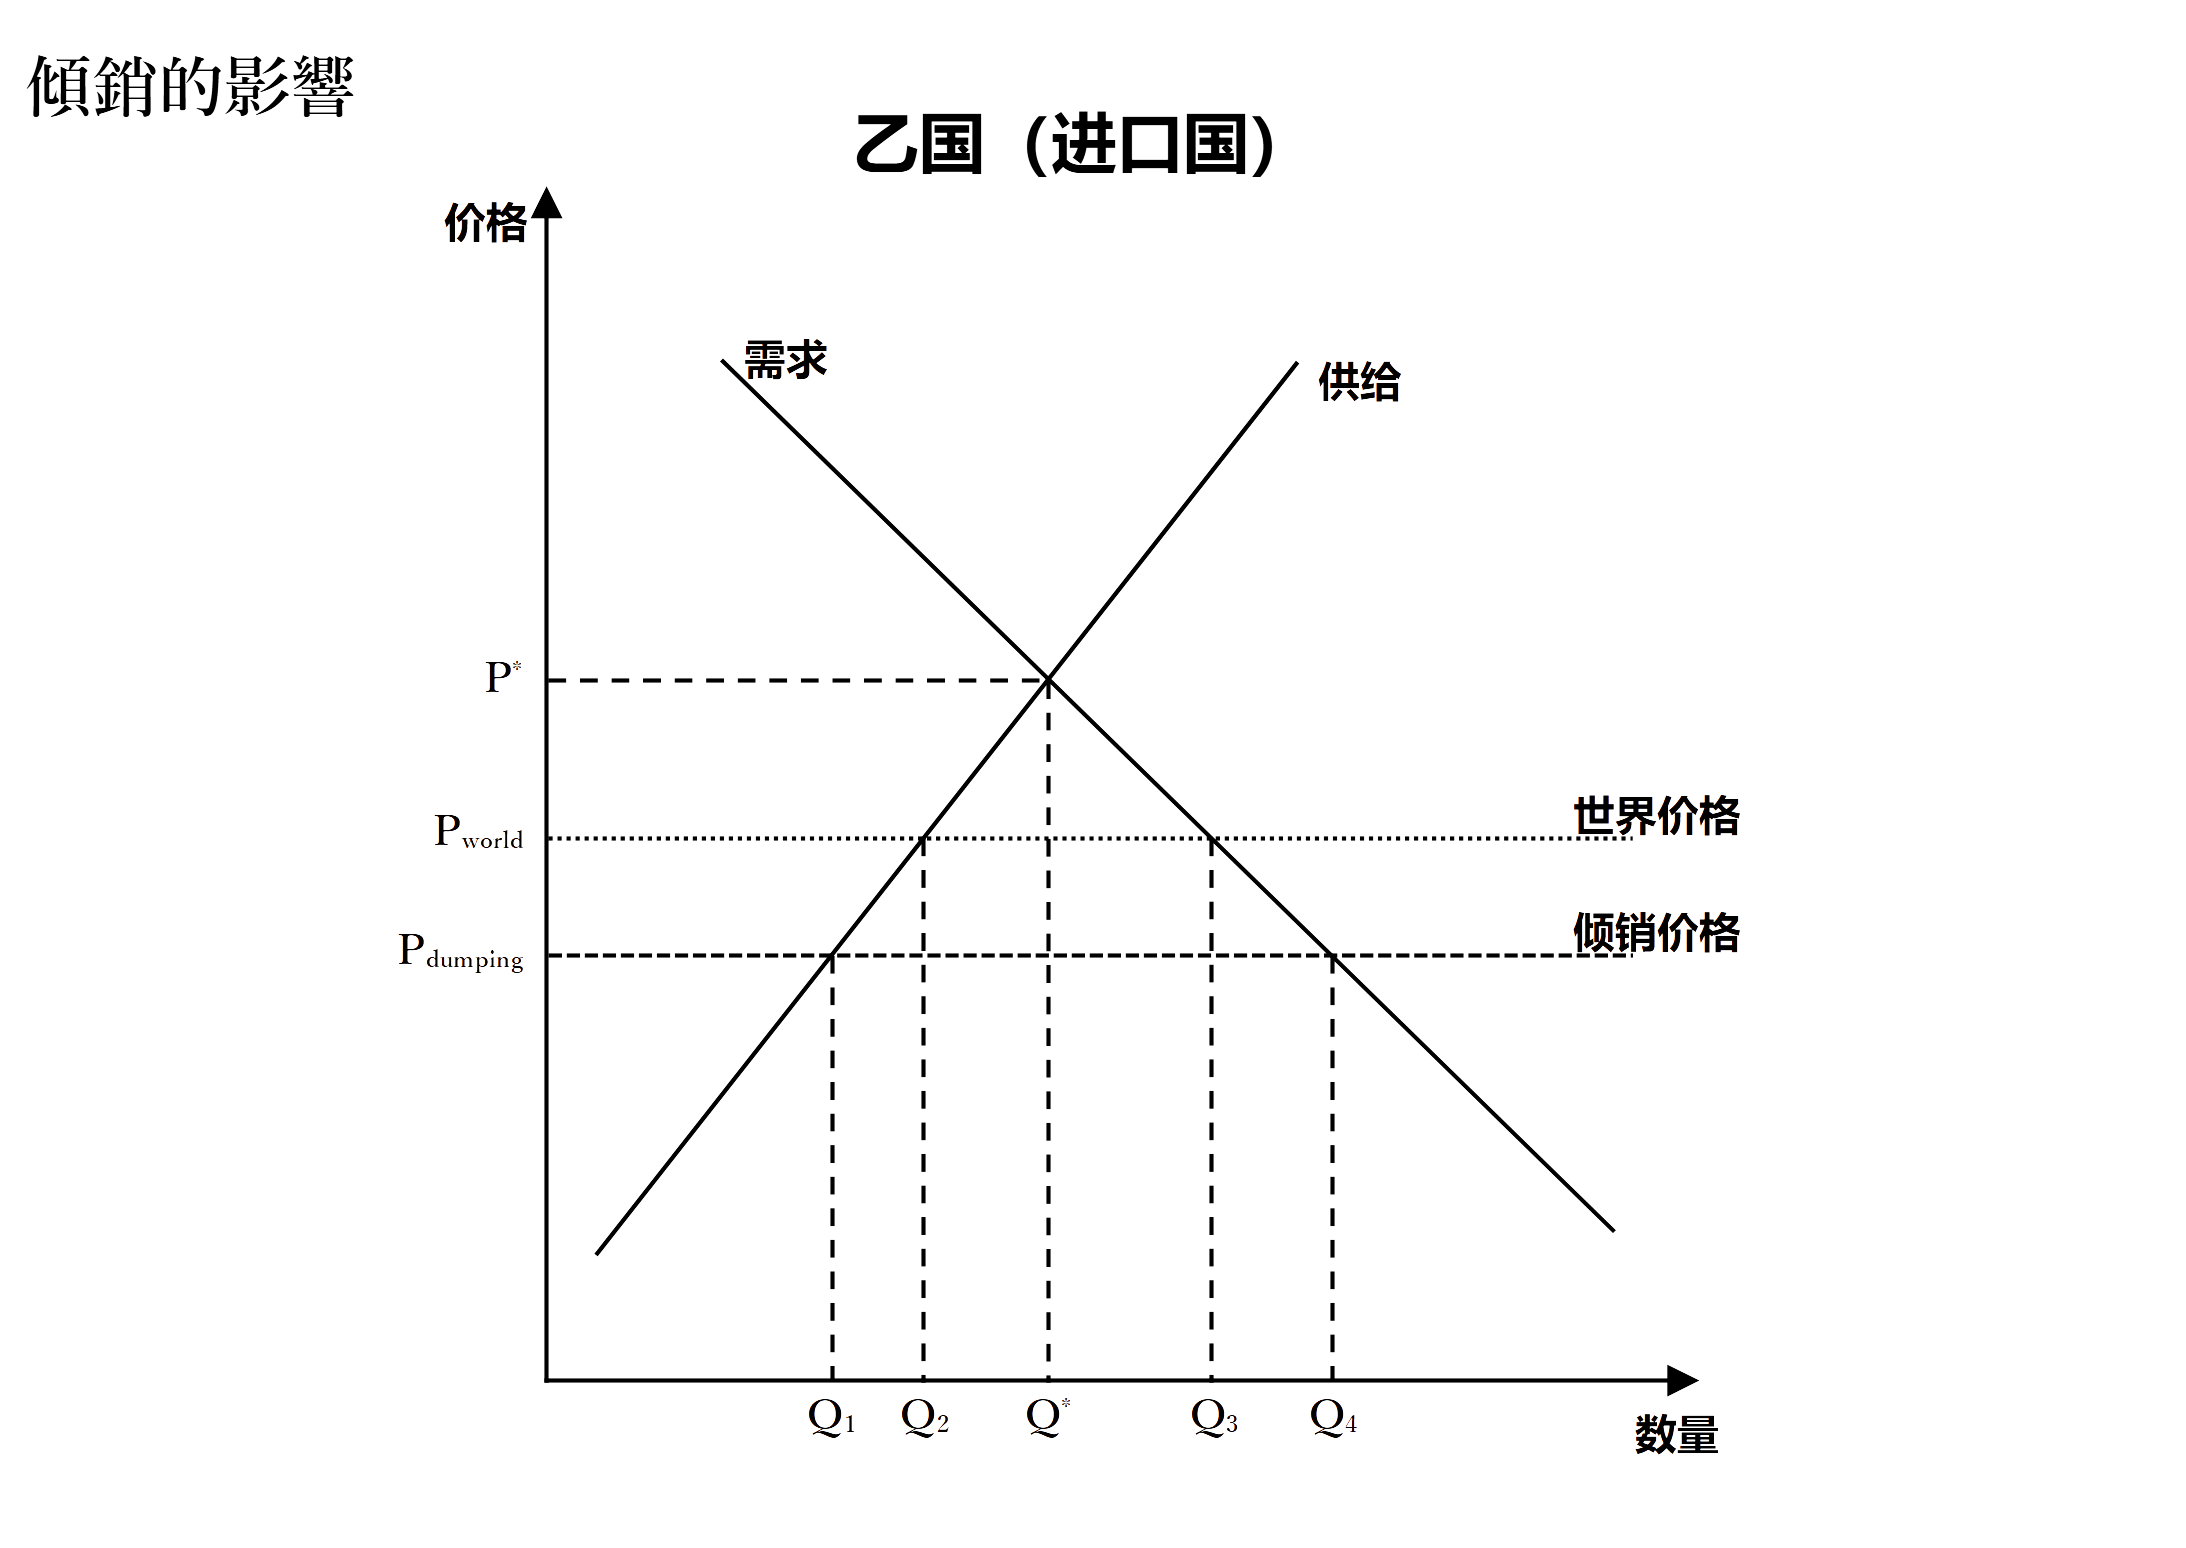 傾銷的影響
乙国（进口国）
价格
需求
供给
P*
世界价格
Pworld
倾销价格
Pdumping
Q1 Q2 Q* Q3 Q4
数量